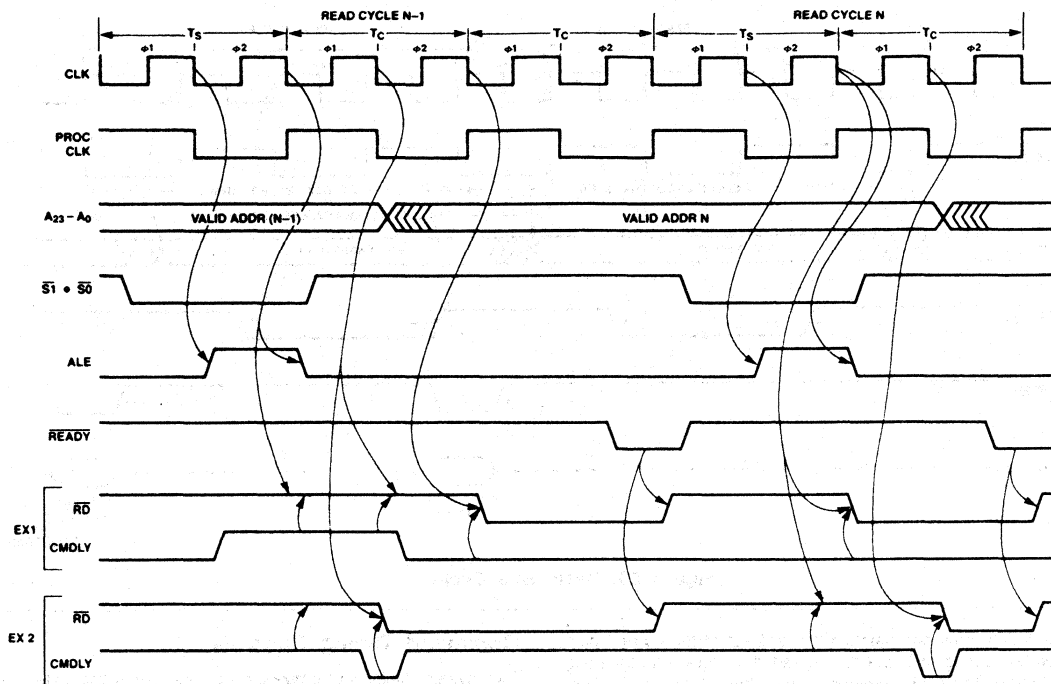 READ CYCLE N-1 READ CYCLE N
TS TC TC TS TC
Φ1 Φ2 Φ1 Φ2 Φ1 Φ2 Φ1 Φ2 Φ1 Φ2
CLK
PROC
CLK
A23 – A0 VALID ADDR (N-1) VALID ADDR N
S1 • S0
ALE
READY
EX1
RD
CMDLY
EX 2
RD
CMDLY